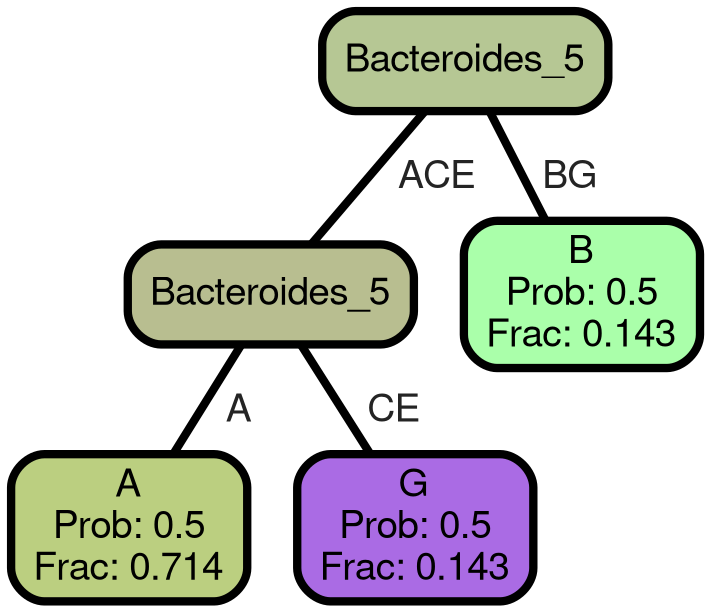 Bacteroides_5
ACE
BG
Bacteroides_5
B
Prob: 0.5
Frac: 0.143
A
CE
A
Prob: 0.5
Frac: 0.714
G
Prob: 0.5
Frac: 0.143